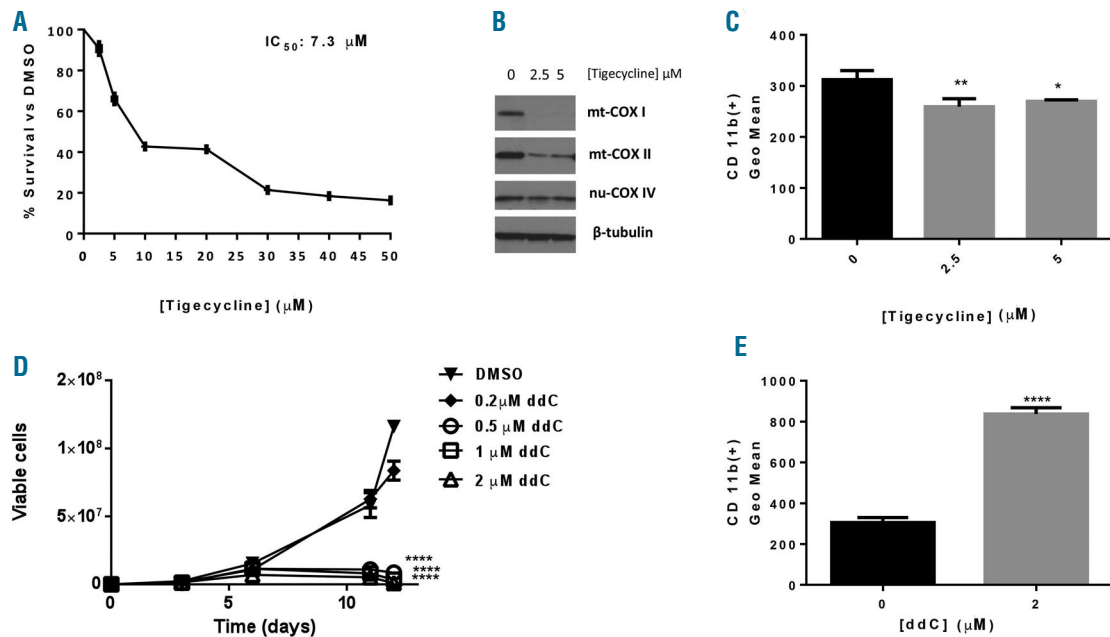 A
IC50: 7.3 μM
% Survival vs DMSO
100
80
60
40
20
0
0 5 10 15 20 25 30 35 40 45 50
[Tigecycline] (μM)
B
0 2.5 5 [Tigecycline] μM
mt-COX I
mt-COX II
nu-COX IV
β-tubulin
C
CD 11b(+)
Geo Mean
400
300
200
100
0
** *
0 2.5 5
[Tigecycline] (μM)
D
Viable cells
2×10⁸
1×10⁸
5×10⁷
0
0 5 10
Time (days)
DMSO
0.2μM ddC
0.5 μM ddC
1 μM ddC
2 μM ddC
****
****
****
E
CD 11b(+)
Geo Mean
1000
800
600
400
200
0
****
0 2
[ddC] (μM)